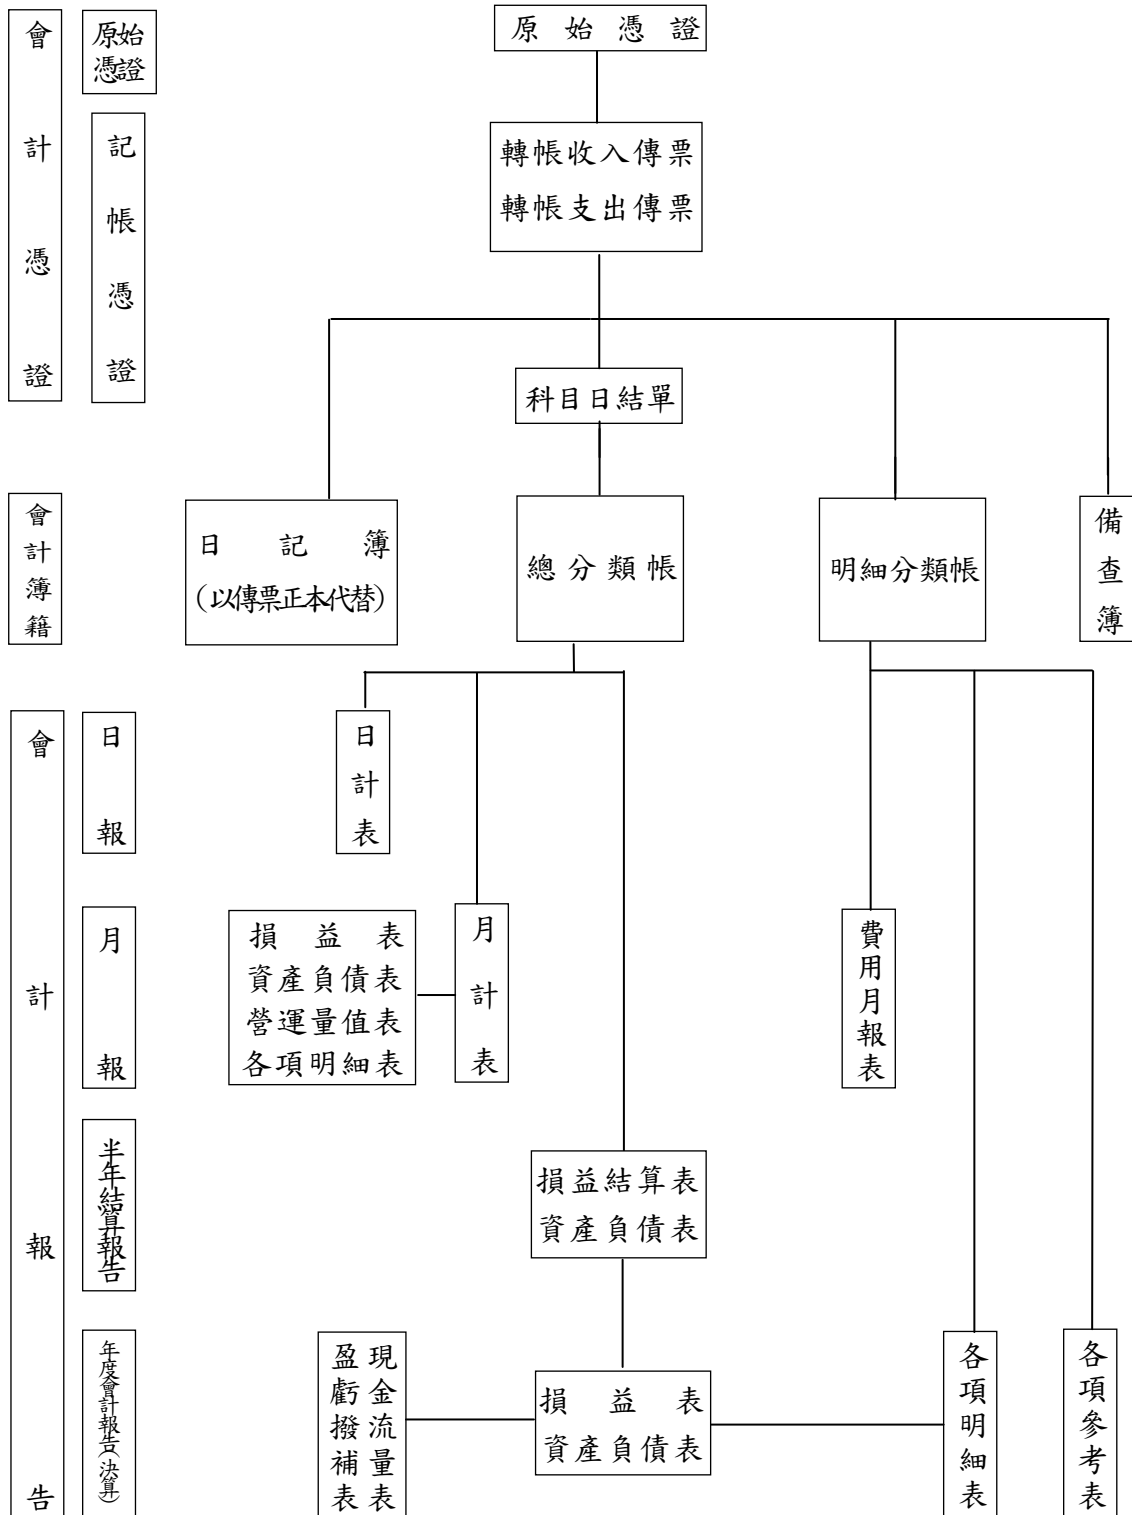 會計憑證
原始
憑證
記帳憑證
原始憑證
轉帳收入傳票
轉帳支出傳票
科目日結單
會計簿籍
日記簿
（以傳票正本代替）
總分類帳
明細分類帳
備查簿
會計報告
日報
日計表
月報
損益表
資產負債表
營運量值表
各項明細表
月計表
費用月報表
半年結算報告
損益結算表
資產負債表
年度會計報告（決算）
現金流量表
盈虧撥補表
損益表
資產負債表
各項明細表
各項參考表